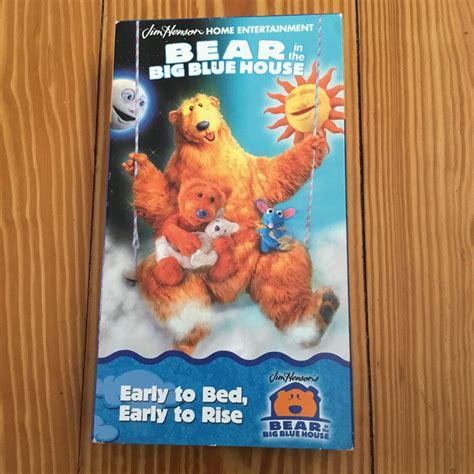 Jim Henson HOME ENTERTAINMENT
BEAR in the
BIG BLUE HOUSE
Early to Bed,
Early to Rise
Jim Henson's
BEAR in the
BIG BLUE HOUSE